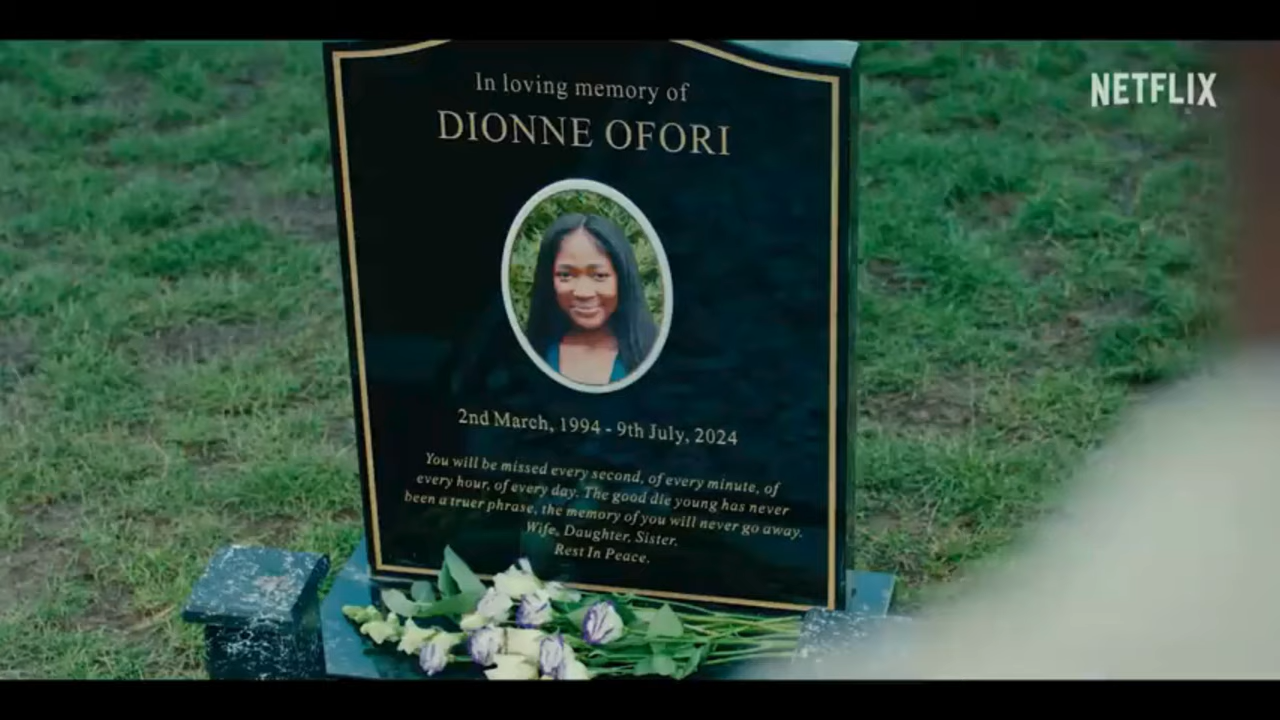 NETFLIX
In loving memory of
DIONNE OFORI
2nd March, 1994 - 9th July, 2024
You will be missed every second, of every minute, of
every hour, of every day. The good die young has never
been a truer phrase, the memory of you will never go away.
Wife, Daughter, Sister.
Rest In Peace.